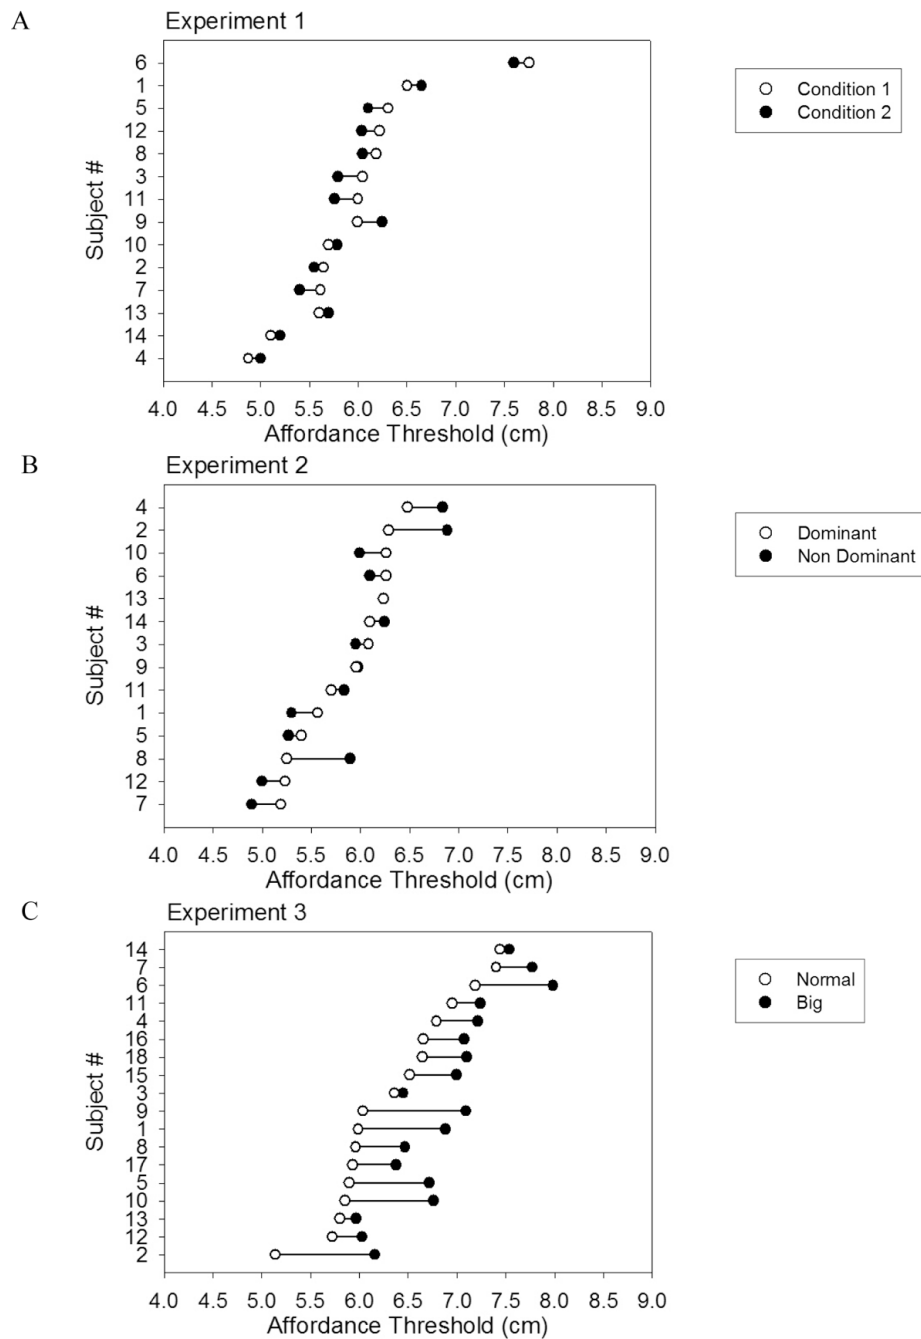 A
Experiment 1
Subject #
6
1
5
12
8
3
11
9
10
2
7
13
14
4
4.0 4.5 5.0 5.5 6.0 6.5 7.0 7.5 8.0 8.5 9.0
Affordance Threshold (cm)
Condition 1
Condition 2
B
Experiment 2
Subject #
4
2
10
6
13
14
3
9
11
1
5
8
12
7
4.0 4.5 5.0 5.5 6.0 6.5 7.0 7.5 8.0 8.5 9.0
Affordance Threshold (cm)
Dominant
Non Dominant
C
Experiment 3
Subject #
14
7
6
11
4
16
18
15
3
9
1
8
17
5
10
13
12
2
4.0 4.5 5.0 5.5 6.0 6.5 7.0 7.5 8.0 8.5 9.0
Affordance Threshold (cm)
Normal
Big